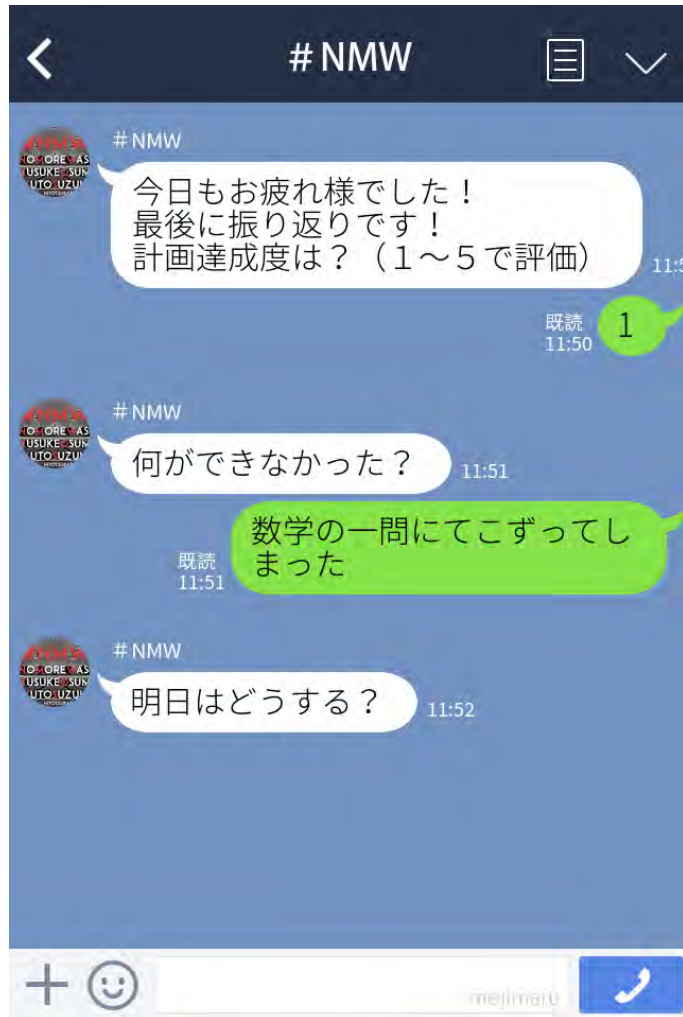 #NMW
#NMW
今日もお疲れ様でした！
最後に振り返りです！
計画達成度は？（１～５で評価）
既読
11:50
1
#NMW
何ができなかった？
11:51
数学の一問にてこずってし
まった
既読
11:51
#NMW
明日はどうする？
11:52
mejimaru